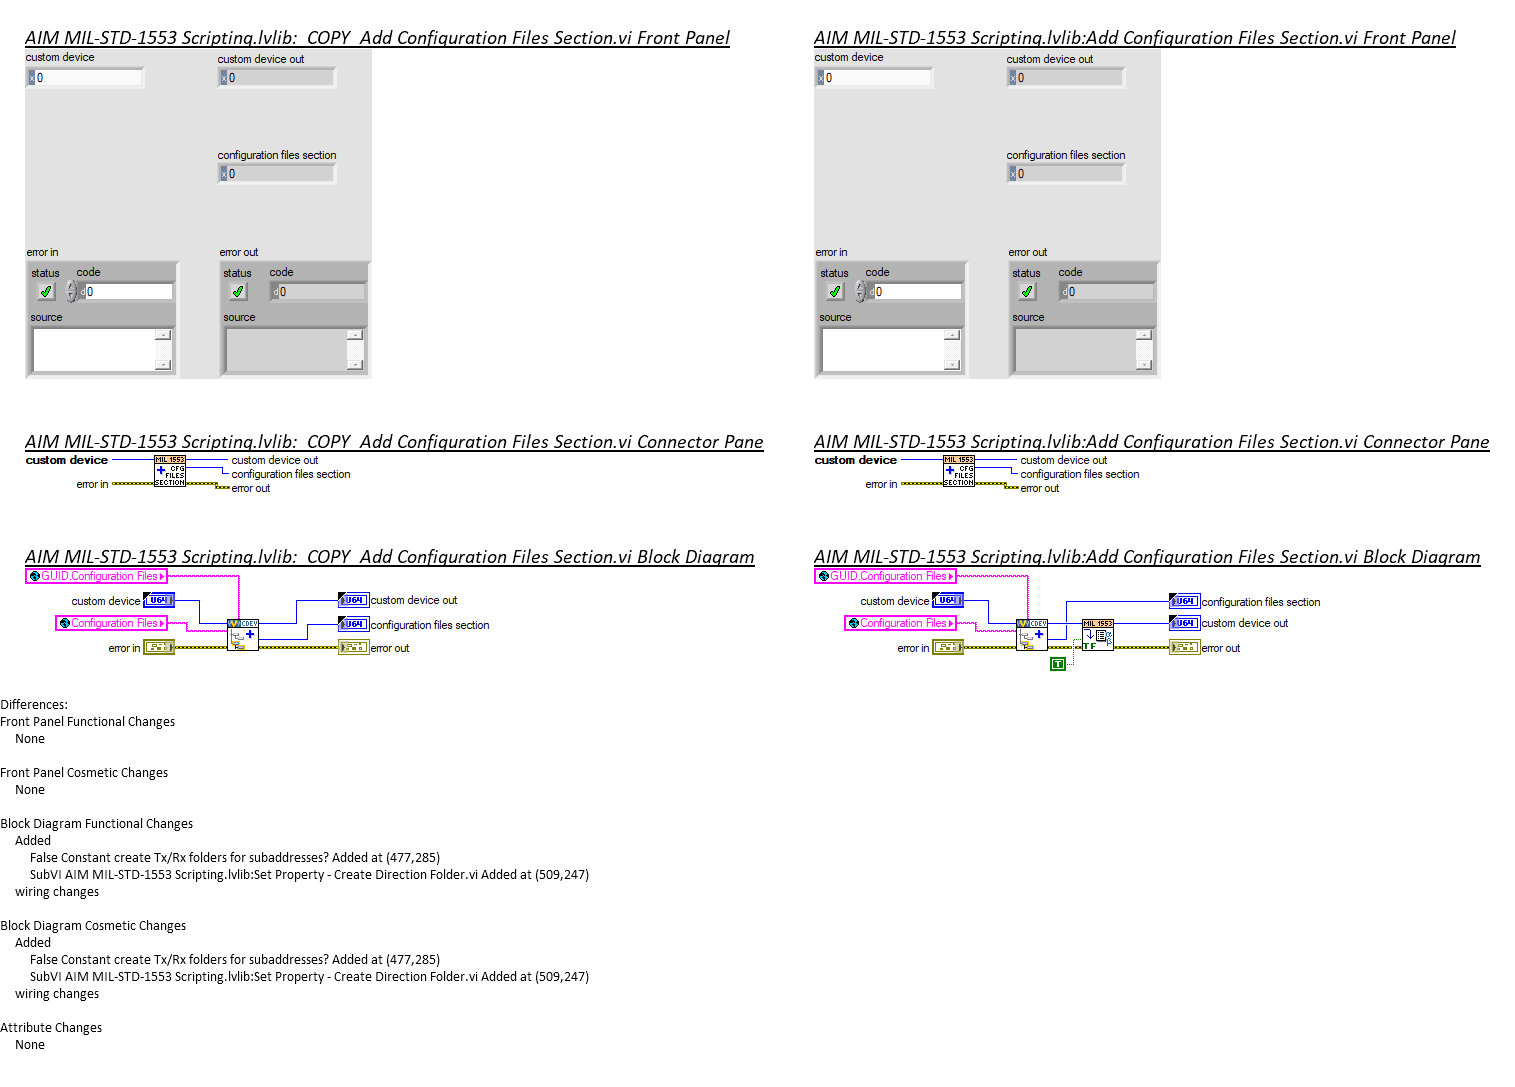 AIM MIL-STD-1553 Scripting.lvlib:  COPY  Add Configuration Files Section.vi Front Panel
custom device
custom device out
x 0
x 0
configuration files section
x 0
error in
error out
status
code
status
code
d 0
d 0
source
source
AIM MIL-STD-1553 Scripting.lvlib:Add Configuration Files Section.vi Front Panel
custom device
custom device out
x 0
x 0
configuration files section
x 0
error in
error out
status
code
status
code
d 0
d 0
source
source
AIM MIL-STD-1553 Scripting.lvlib:  COPY  Add Configuration Files Section.vi Connector Pane
custom device
MIL 1553
CFG
FILES
SECTION
custom device out
configuration files section
error in
error out
AIM MIL-STD-1553 Scripting.lvlib:Add Configuration Files Section.vi Connector Pane
custom device
MIL 1553
CFG
FILES
SECTION
custom device out
configuration files section
error in
error out
AIM MIL-STD-1553 Scripting.lvlib:  COPY  Add Configuration Files Section.vi Block Diagram
GUID.Configuration Files
custom device
U64
U64
custom device out
Configuration Files
CDEV
U64
configuration files section
error in
error out
AIM MIL-STD-1553 Scripting.lvlib:Add Configuration Files Section.vi Block Diagram
GUID.Configuration Files
custom device
U64
U64
configuration files section
Configuration Files
CDEV
MIL 1553
U64
custom device out
error in
TF
error out
T
Differences:
Front Panel Functional Changes
None
Front Panel Cosmetic Changes
None
Block Diagram Functional Changes
Added
False Constant create Tx/Rx folders for subaddresses? Added at (477,285)
SubVI AIM MIL-STD-1553 Scripting.lvlib:Set Property - Create Direction Folder.vi Added at (509,247)
wiring changes
Block Diagram Cosmetic Changes
Added
False Constant create Tx/Rx folders for subaddresses? Added at (477,285)
SubVI AIM MIL-STD-1553 Scripting.lvlib:Set Property - Create Direction Folder.vi Added at (509,247)
wiring changes
Attribute Changes
None